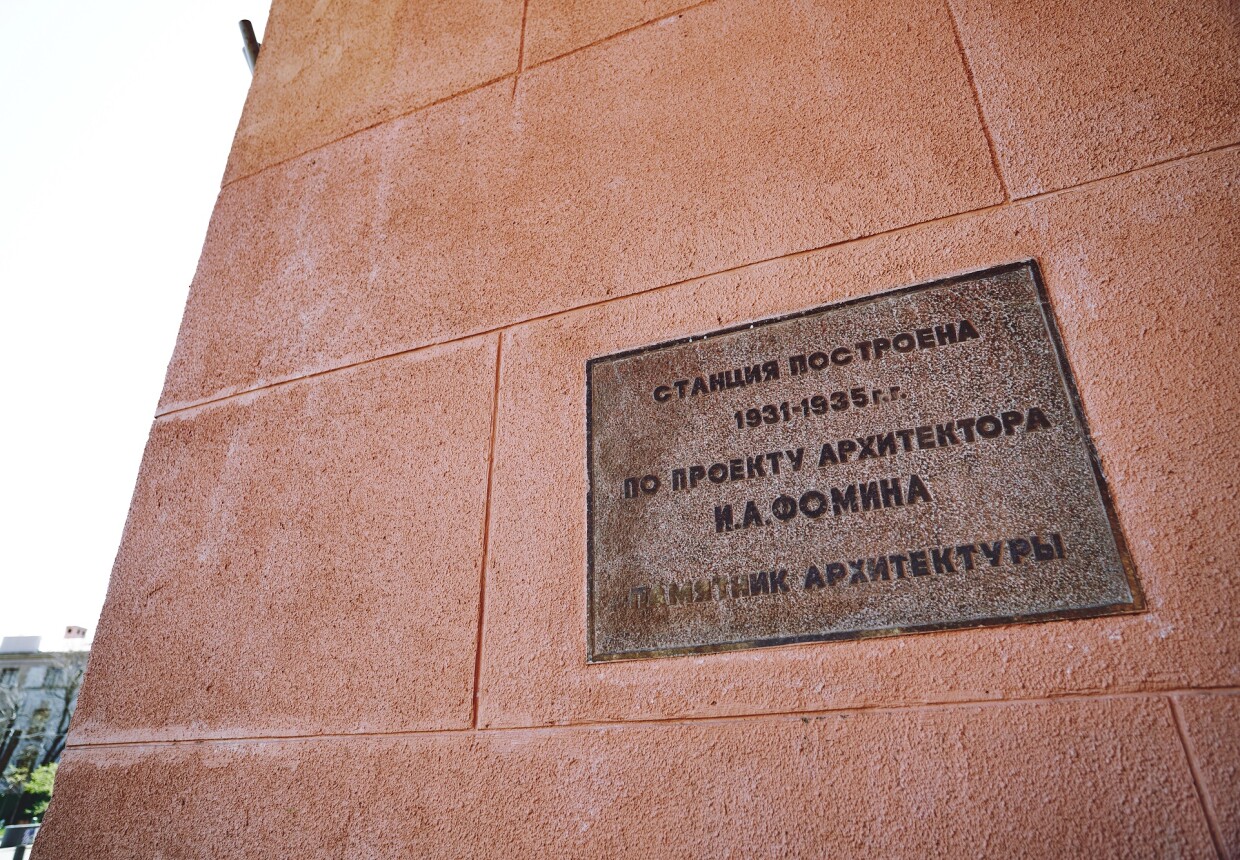 СТАНЦИЯ ПОСТРОЕНА
1931-1935 г.г.
ПО ПРОЕКТУ АРХИТЕКТОРА
И.А.ФОМИНА
ПАМЯТНИК АРХИТЕКТУРЫ